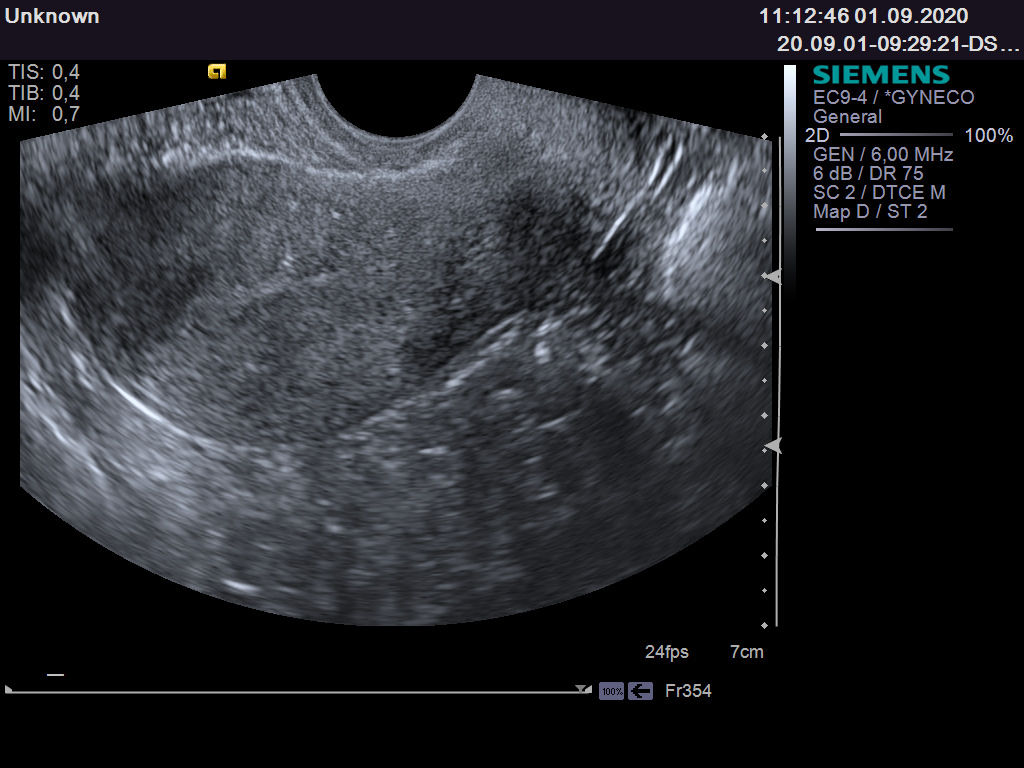 Unknown
11:12:46 01.09.2020
20.09.01-09:29:21-DS...
TIS: 0,4
TIB: 0,4
MI: 0,7
SIEMENS
EC9-4 / *GYNECO
General
2D 100%
GEN / 6,00 MHz
6 dB / DR 75
SC 2 / DTCE M
Map D / ST 2
24fps 7cm
100% Fr354